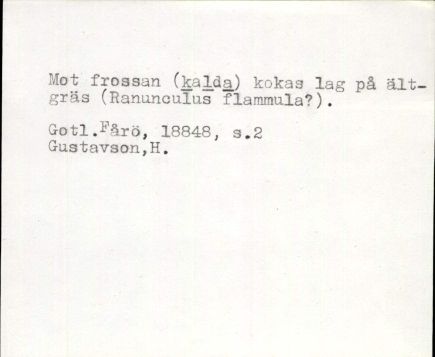 Mot frossan (kalda) kokas lag på ält-
gräs (Ranunculus flammula?).
Gotl.Fårö, 18848, s.2
Gustavson,H.